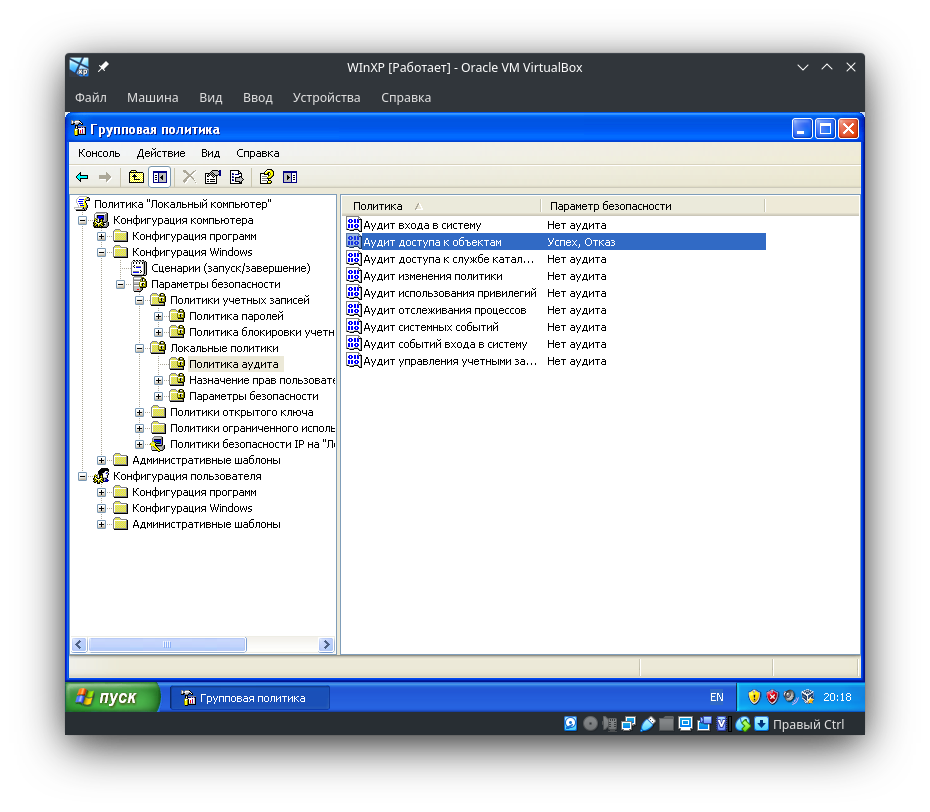 WInXP [Работает] - Oracle VM VirtualBox
Файл Машина Вид Ввод Устройства Справка
Групповая политика
Консоль Действие Вид Справка
Политика "Локальный компьютер"
Конфигурация компьютера
Конфигурация программ
Конфигурация Windows
Сценарии (запуск/завершение)
Параметры безопасности
Политики учетных записей
Политика паролей
Политика блокировки учетн
Локальные политики
Политика аудита
Назначение прав пользовате
Параметры безопасности
Политики открытого ключа
Политики ограниченного исполь
Политики безопасности IP на "Ло
Административные шаблоны
Конфигурация пользователя
Конфигурация программ
Конфигурация Windows
Административные шаблоны
Политика Параметр безопасности
Аудит входа в систему Нет аудита
Аудит доступа к объектам Успех, Отказ
Аудит доступа к службе катал... Нет аудита
Аудит изменения политики Нет аудита
Аудит использования привилегий Нет аудита
Аудит отслеживания процессов Нет аудита
Аудит системных событий Нет аудита
Аудит событий входа в систему Нет аудита
Аудит управления учетными за... Нет аудита
пуск Групповая политика EN 20:18
Правый Ctrl